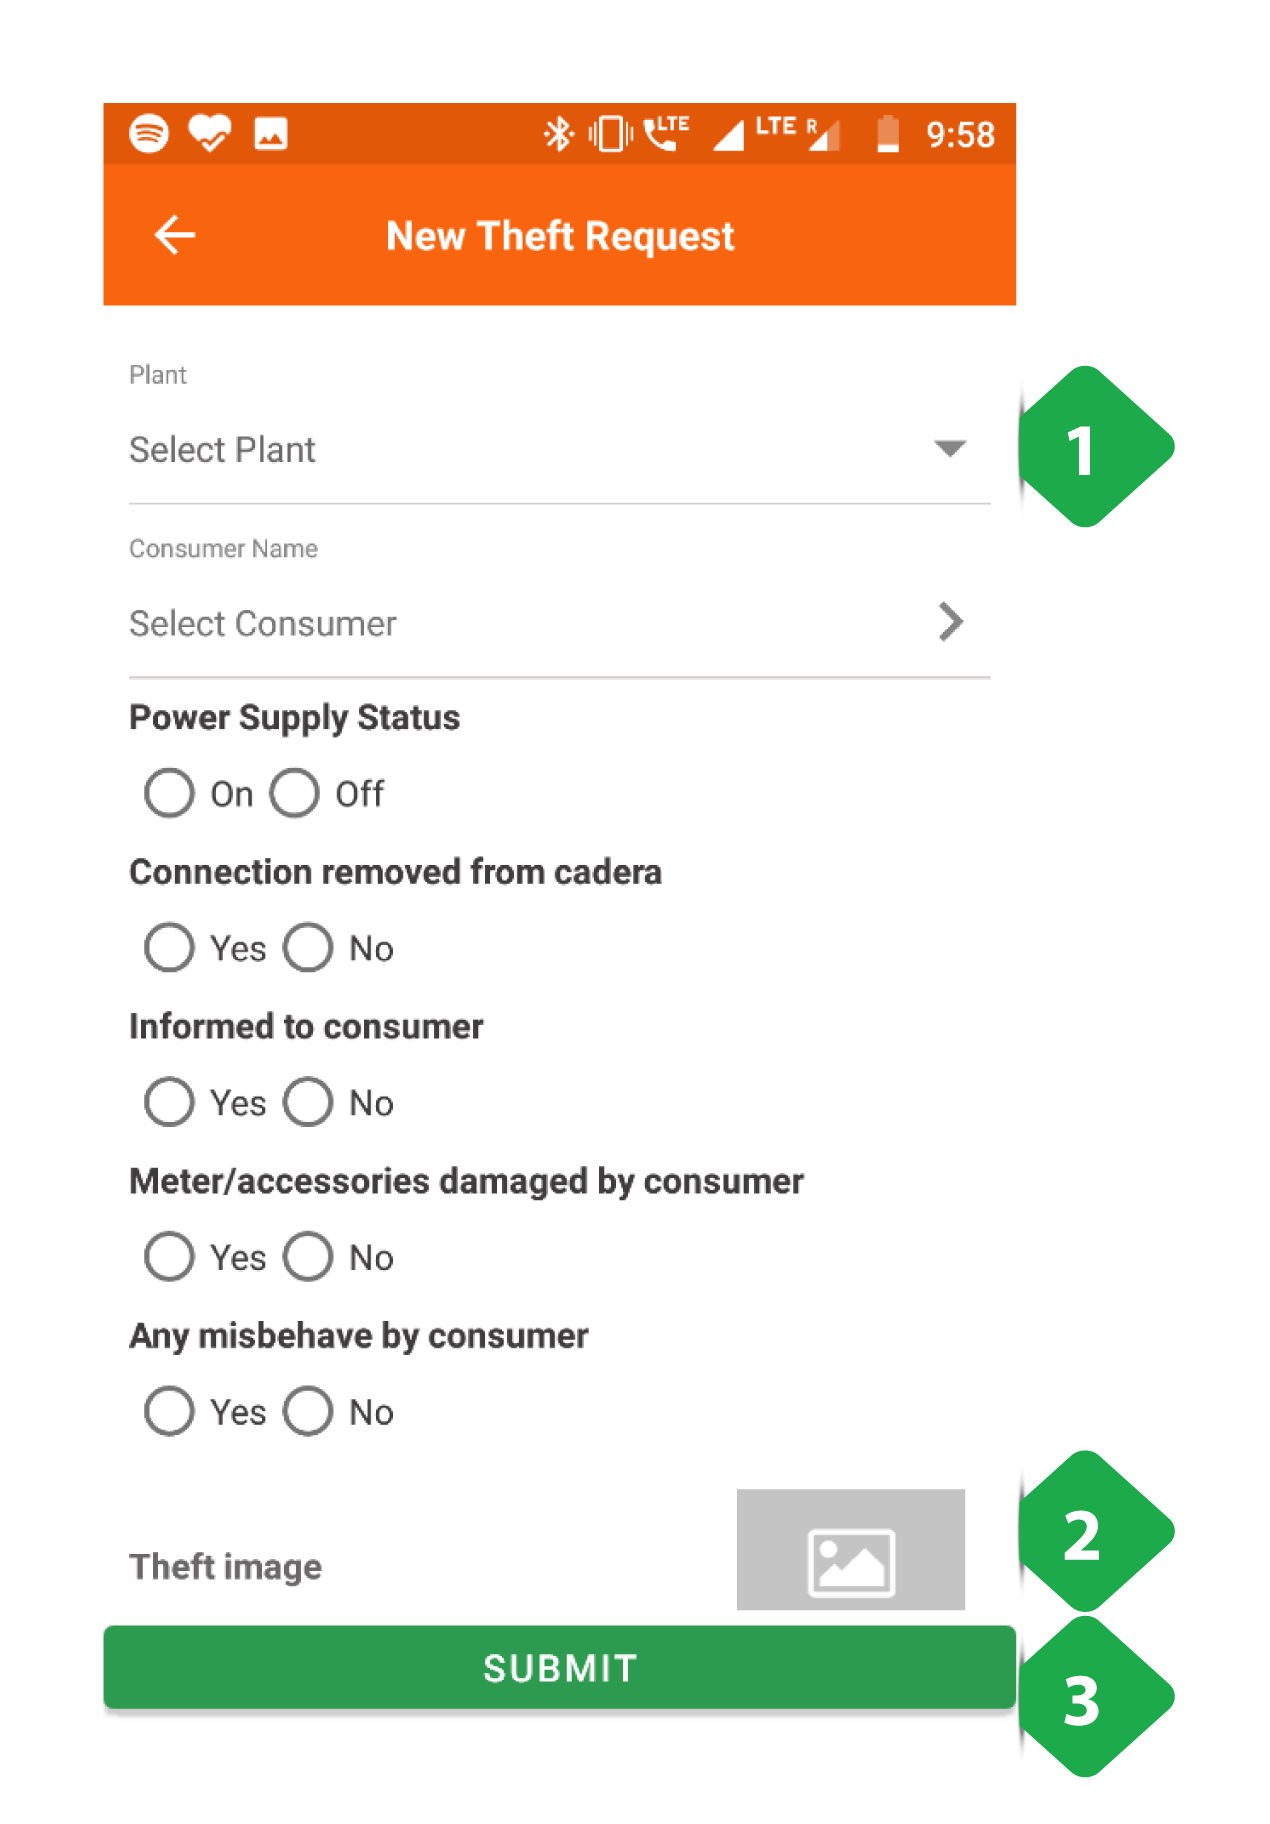 LTE LTE R 9:58
New Theft Request
Plant
Select Plant
1
Consumer Name
Select Consumer
Power Supply Status
On Off
Connection removed from cadera
Yes No
Informed to consumer
Yes No
Meter/accessories damaged by consumer
Yes No
Any misbehave by consumer
Yes No
2
Theft image
SUBMIT
3